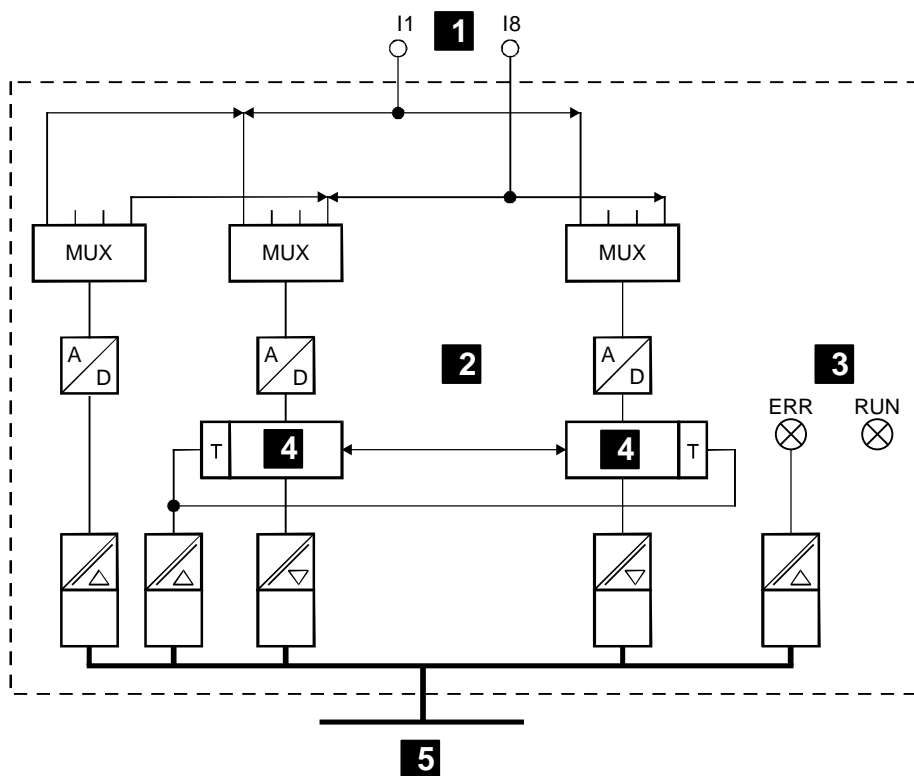 I1 1 I8
MUX MUX MUX
A D A D A D
2 3
ERR RUN
T 4 4 T
5